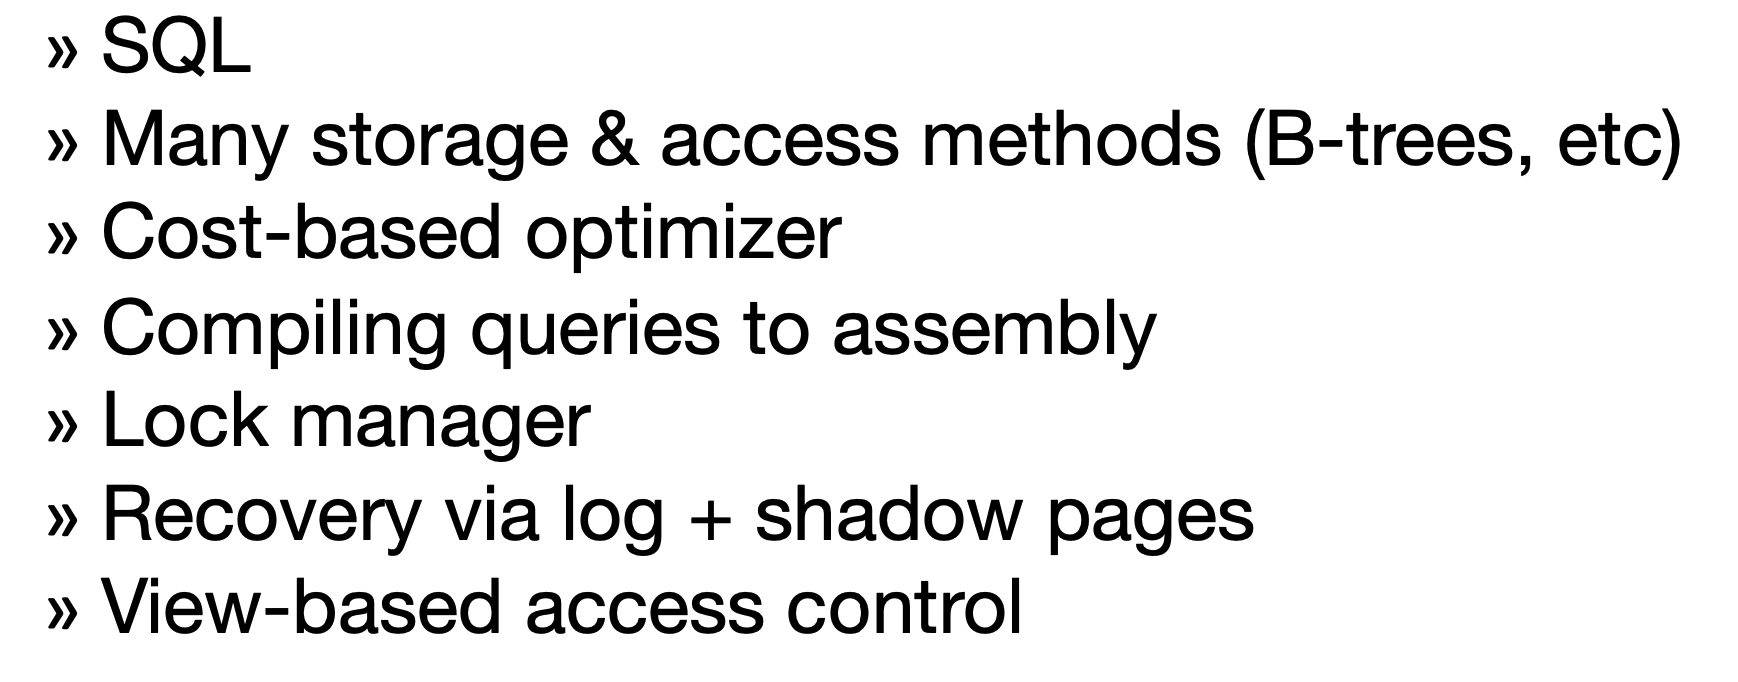 » SQL
» Many storage & access methods (B-trees, etc)
» Cost-based optimizer
» Compiling queries to assembly
» Lock manager
» Recovery via log + shadow pages
» View-based access control